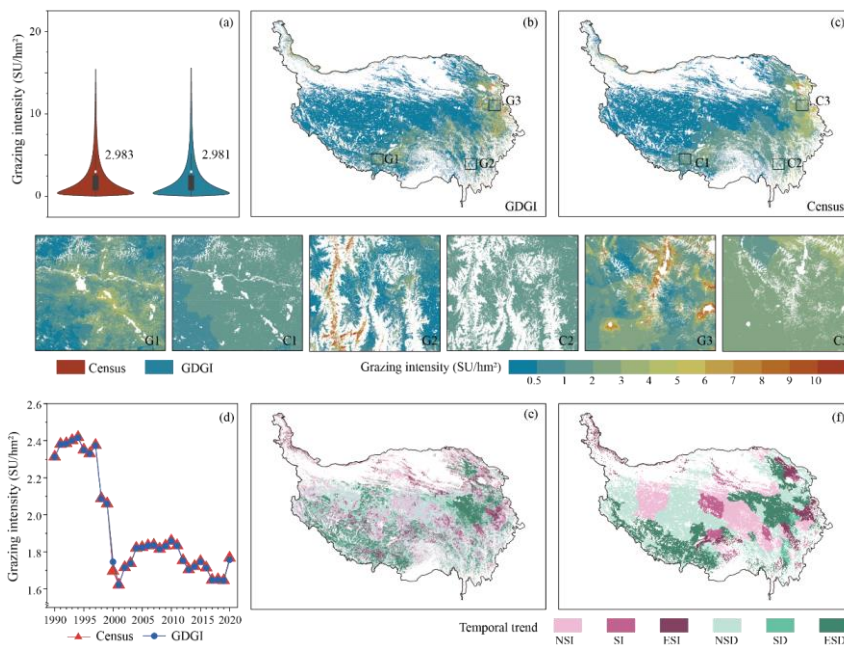 (a)
Grazing intensity (SU/hm²)
20
10
0
2.983
2.981
(b)
G1
G2
G3
GDGI
(c)
C1
C2
C3
Census
G1
C1
G2
C2
G3
Census
GDGI
Grazing intensity (SU/hm²)
0.5 1 2 3 4 5 6 7 8 9 10
(d)
Grazing intensity (SU/hm²)
2.6
2.4
2.2
2.0
1.8
1.6
1990 1995 2000 2005 2010 2015 2020
Census
GDGI
(e)
(f)
Temporal trend
NSI SI ESI NSD SD ESD